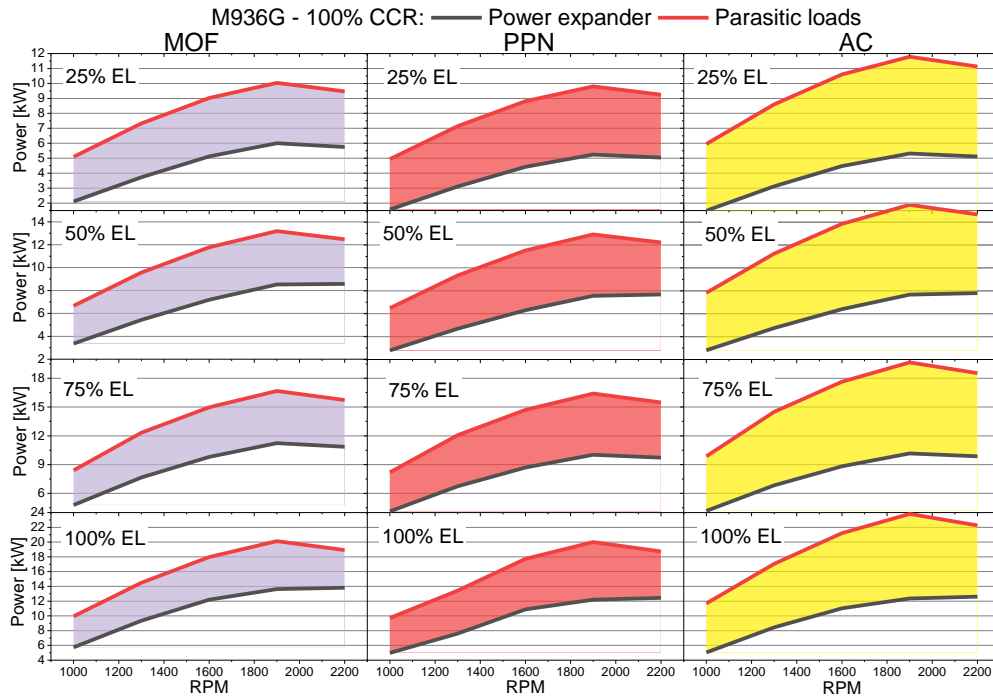 M936G - 100% CCR: Power expander Parasitic loads
MOF PPN AC
12
11
10
9
8
7
6
5
4
3
2
Power [kW]
25% EL 25% EL 25% EL
14
12
10
8
6
4
2
Power [kW]
50% EL 50% EL 50% EL
18
15
12
9
6
Power [kW]
75% EL 75% EL 75% EL
24
22
20
18
16
14
12
10
8
6
4
Power [kW]
100% EL 100% EL 100% EL
1000 1200 1400 1600 1800 2000 2200 1000 1200 1400 1600 1800 2000 2200 1000 1200 1400 1600 1800 2000 2200
RPM RPM RPM